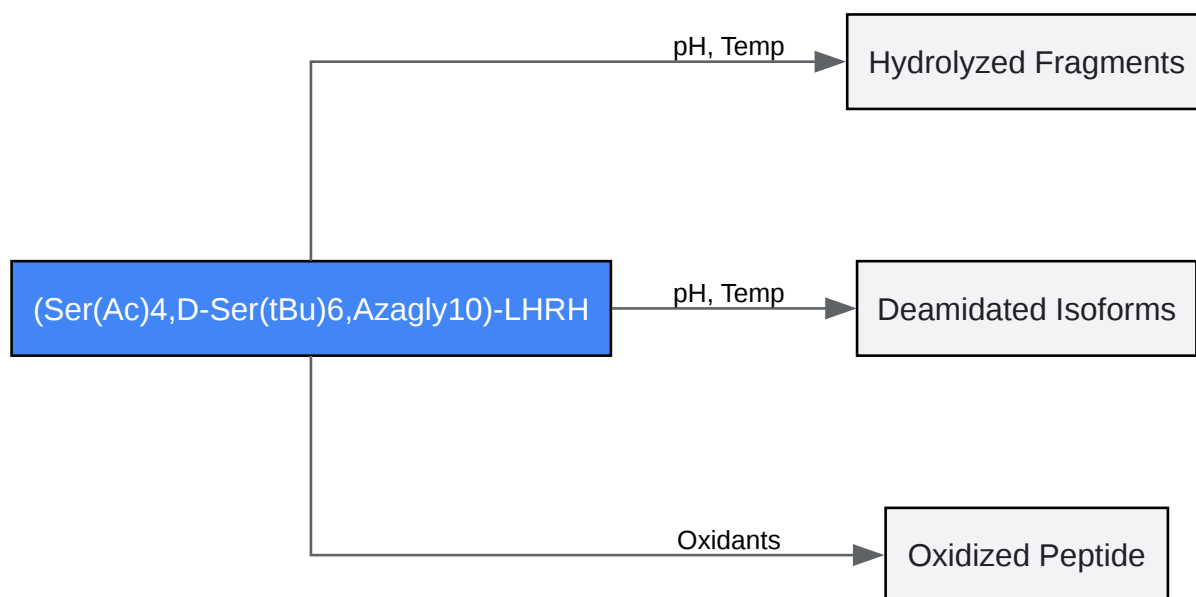 pH, Temp
Hydrolyzed Fragments
(Ser(Ac)4,D-Ser(tBu)6,Azagly10)-LHRH
pH, Temp
Deamidated Isoforms
Oxidants
Oxidized Peptide